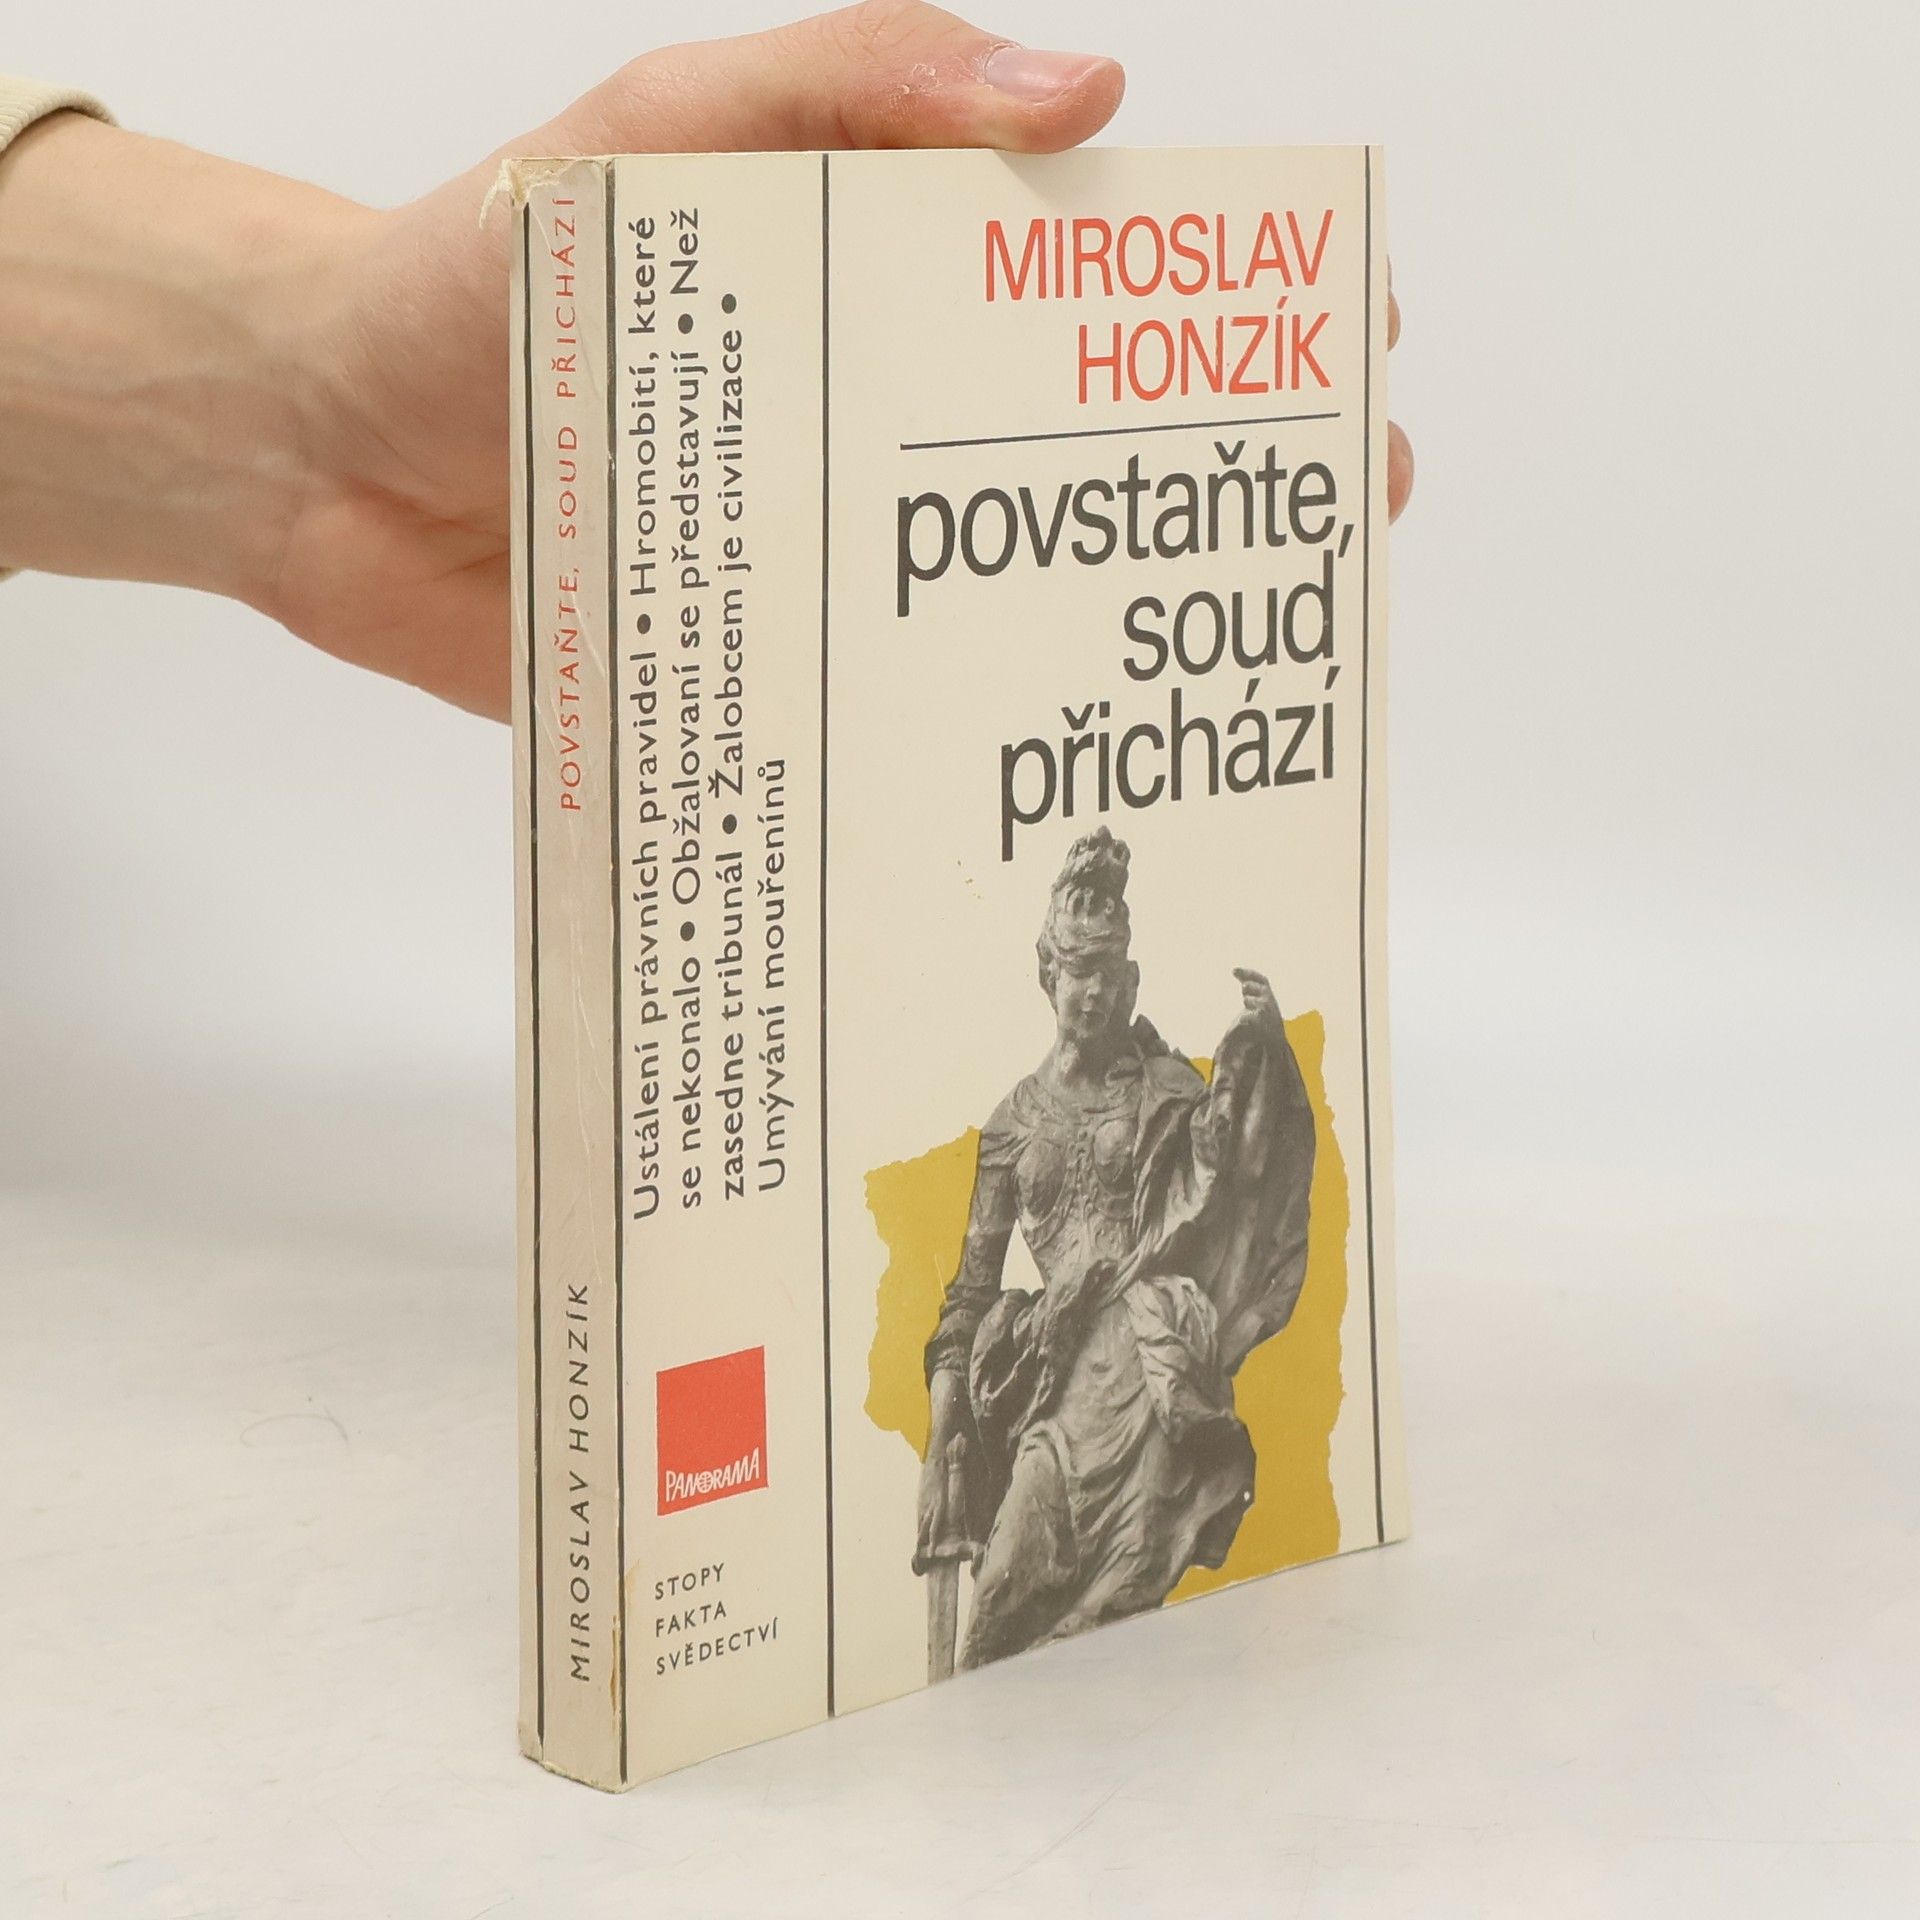 MIROSLAV
HONZÍK
povstaňte,
soud
přichází
Ustálení právních pravidel • Hromobití, které
se nekonalo • Obžalovaní se představují • Než
zasedne tribunál • Žalobcem je civilizace •
Umývání mouřenínů
PANORAMA
STOPY
FAKTA
SVĚDECTVÍ
MIROSLAV HONZÍK
POVSTAŇTE, SOUD PŘICHÁZÍ